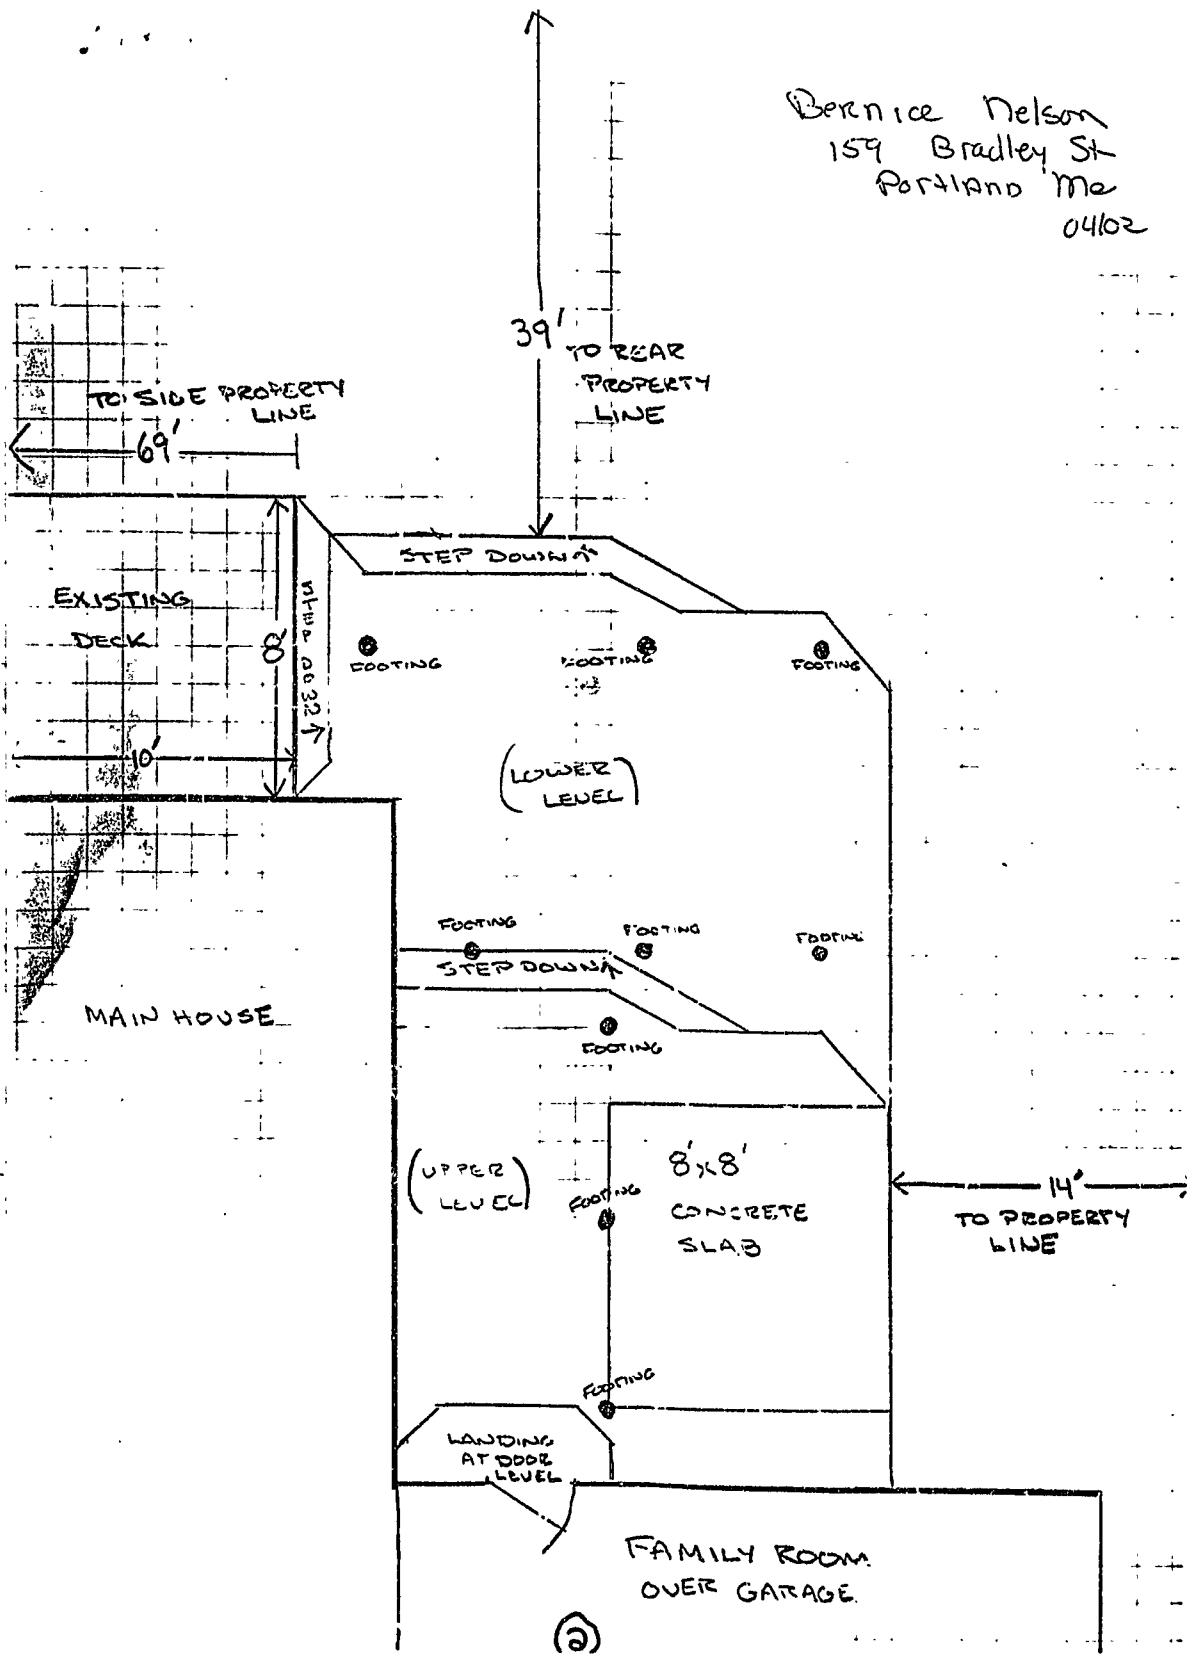 Bernice Nelson
159 Bradley St
Portland Me
04102
39'
TO REAR
PROPERTY
LINE
TO SIDE PROPERTY
LINE
69'
STEP DOWN
EXISTING
DECK
8'
10'
FOOTING
FOOTING
FOOTING
(LOWER
LEVEL)
FOOTING
FOOTING
FOOTING
STEP DOWN
MAIN HOUSE
FOOTING
(UPPER
LEVEL)
8'x8'
CONCRETE
SLAB
FOOTING
14'
TO PROPERTY
LINE
FOOTING
LANDING
AT DOOR
LEVEL
FAMILY ROOM
OVER GARAGE